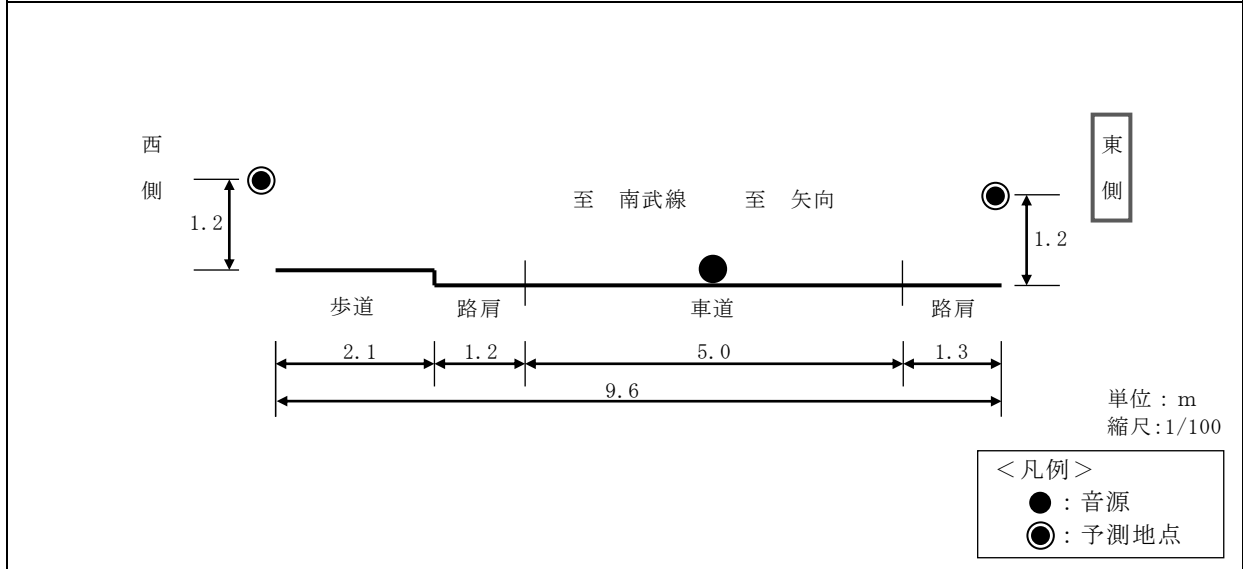 西側
至 南武線 至 矢向
東側
1.2
1.2
歩道 路肩 車道 路肩
2.1 1.2 5.0 1.3
9.6
単位：m
縮尺:1/100
＜凡例＞
：音源
：予測地点